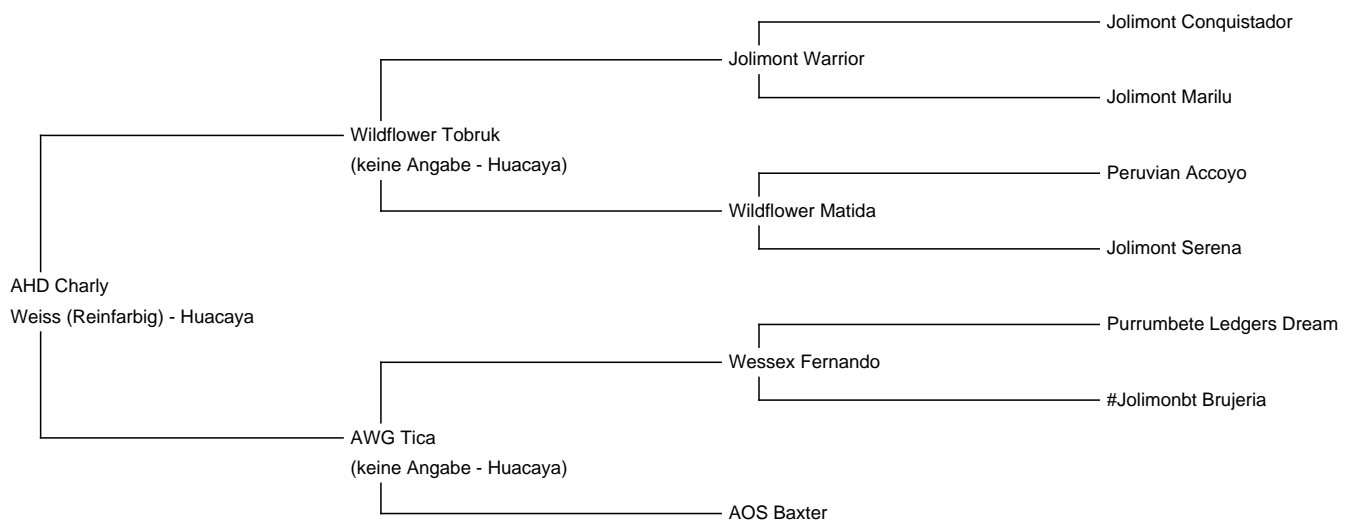 Jolimont Conquistador
Jolimont Warrior
Jolimont Marilu
Wildflower Tobruk
(keine Angabe - Huacaya)
Peruvian Accoyo
Wildflower Matida
Jolimont Serena
AHD Charly
Weiss (Reinfarbig) - Huacaya
Purrumbete Ledgers Dream
Wessex Fernando
#Jolimonbt Brujeria
AWG Tica
(keine Angabe - Huacaya)
AOS Baxter